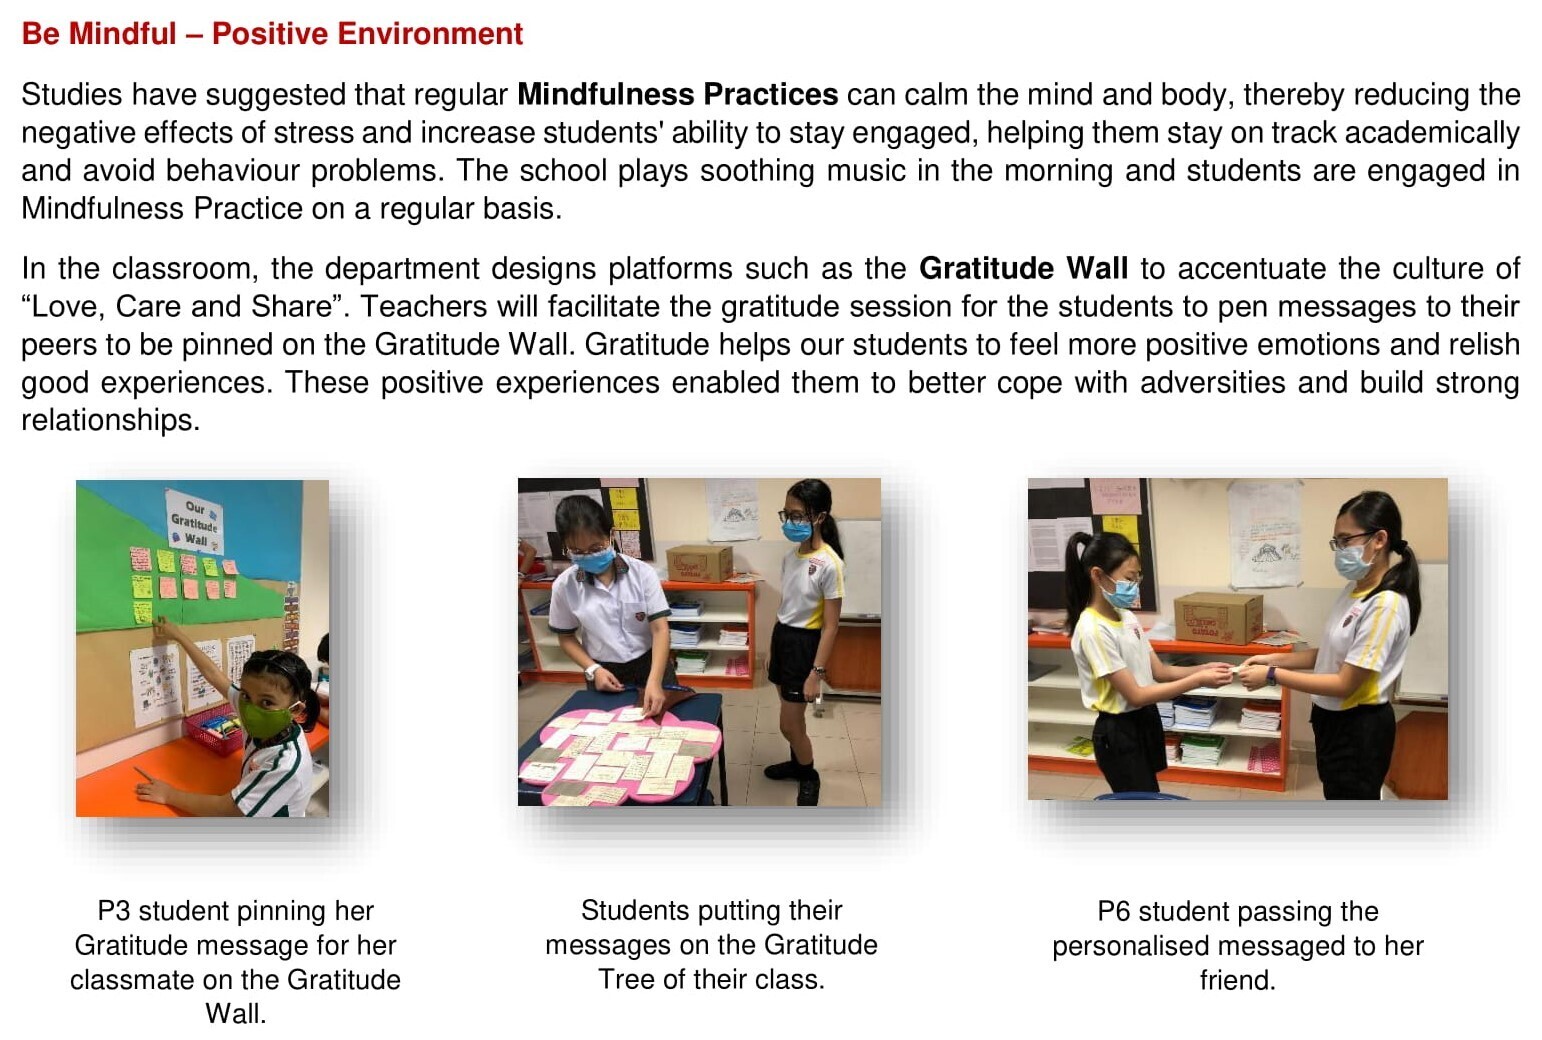 Be Mindful – Positive Environment
Studies have suggested that regular Mindfulness Practices can calm the mind and body, thereby reducing the
negative effects of stress and increase students' ability to stay engaged, helping them stay on track academically
and avoid behaviour problems. The school plays soothing music in the morning and students are engaged in
Mindfulness Practice on a regular basis.
In the classroom, the department designs platforms such as the Gratitude Wall to accentuate the culture of
“Love, Care and Share”. Teachers will facilitate the gratitude session for the students to pen messages to their
peers to be pinned on the Gratitude Wall. Gratitude helps our students to feel more positive emotions and relish
good experiences. These positive experiences enabled them to better cope with adversities and build strong
relationships.
Our
Gratitude
Wall
P3 student pinning her
Gratitude message for her
classmate on the Gratitude
Wall.
Students putting their
messages on the Gratitude
Tree of their class.
P6 student passing the
personalised messaged to her
friend.